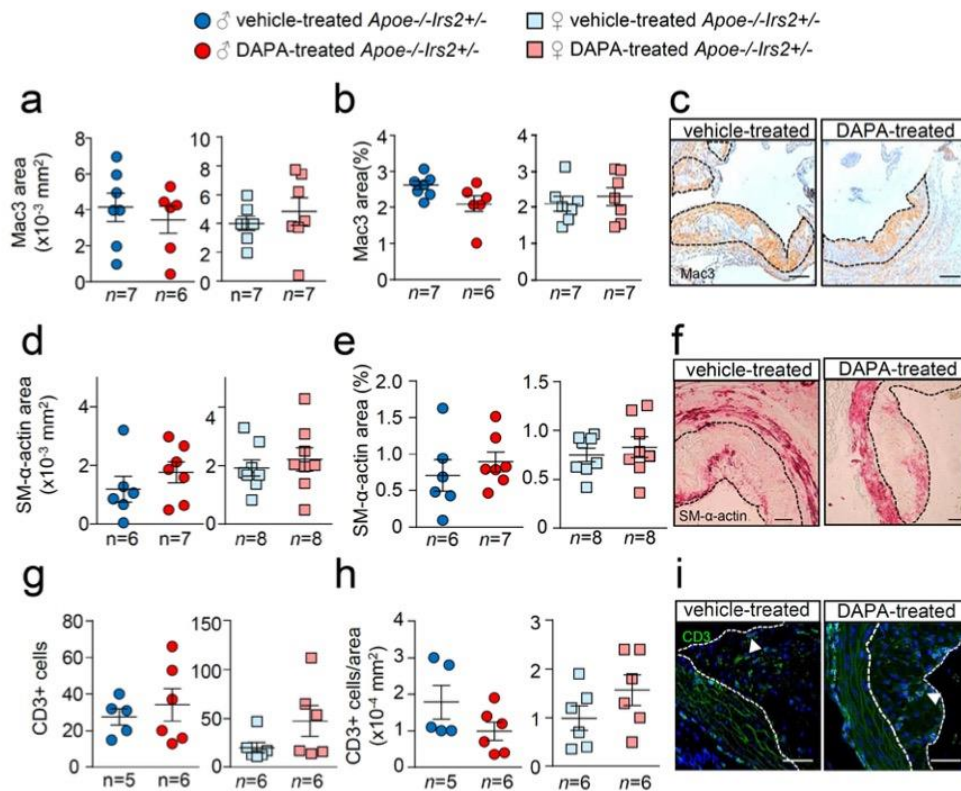 ♂ vehicle-treated Apoe-/-Irs2+/-
♀ vehicle-treated Apoe-/-Irs2+/-
♂ DAPA-treated Apoe-/-Irs2+/-
♀ DAPA-treated Apoe-/-Irs2+/-
a
Mac3 area
(x10⁻³ mm²)
8
6
4
2
0
n=7
n=6
10
8
6
4
2
0
n=7
n=7
b
Mac3 area(%)
4
3
2
1
0
n=7
n=6
4
3
2
1
0
n=7
n=7
c
vehicle-treated
DAPA-treated
Mac3
d
SM-α-actin area
(x10⁻³ mm²)
4
2
0
n=6
n=7
4
2
0
n=8
n=8
e
SM-α-actin area (%)
2.0
1.5
1.0
0.5
0
n=6
n=7
1.5
1.0
0.5
0
n=8
n=8
f
vehicle-treated
DAPA-treated
SM-α-actin
g
CD3+ cells
80
60
40
20
0
n=5
n=6
150
100
50
0
n=6
n=6
h
CD3+ cells/area
(x10⁻⁴ mm²)
4
3
2
1
0
n=5
n=6
3
2
1
0
n=6
n=6
i
vehicle-treated
DAPA-treated
CD3